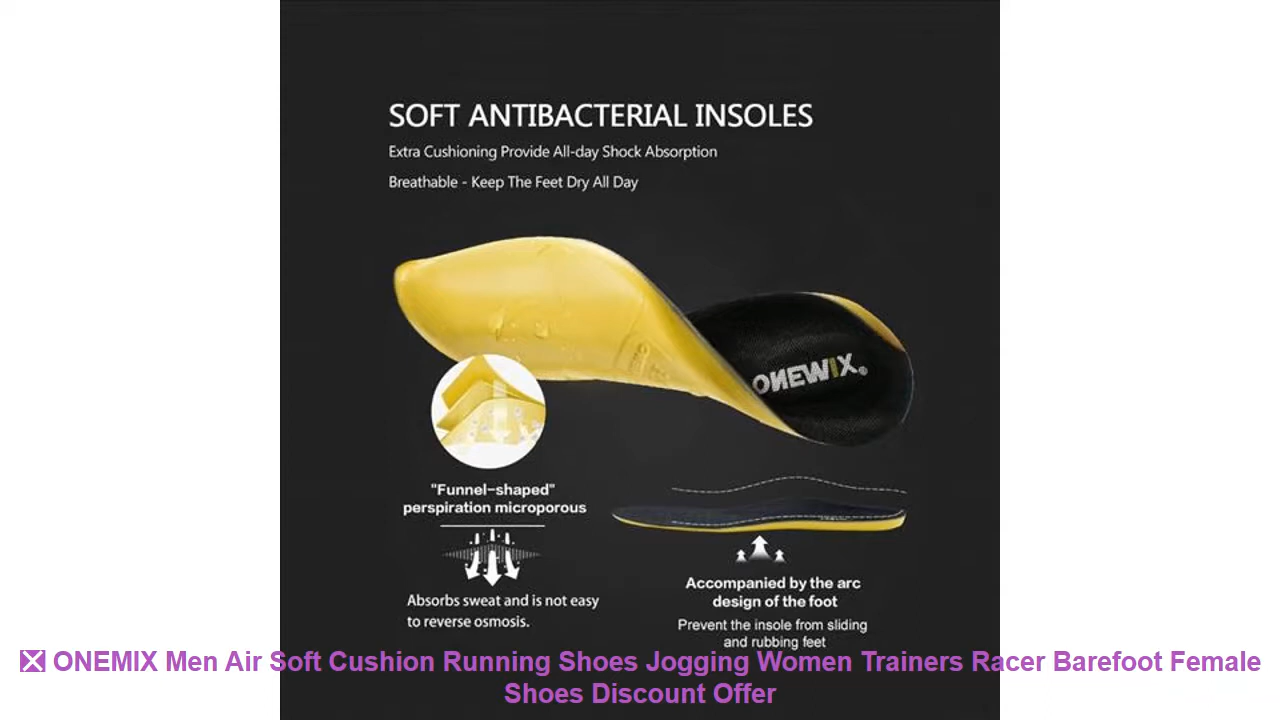 SOFT ANTIBACTERIAL INSOLES
Extra Cushioning Provide All-day Shock Absorption
Breathable - Keep The Feet Dry All Day
ONEWIX®
"Funnel-shaped"
perspiration microporous
Absorbs sweat and is not easy
to reverse osmosis.
Accompanied by the arc
design of the foot
Prevent the insole from sliding
and rubbing feet
❎ ONEMIX Men Air Soft Cushion Running Shoes Jogging Women Trainers Racer Barefoot Female
Shoes Discount Offer